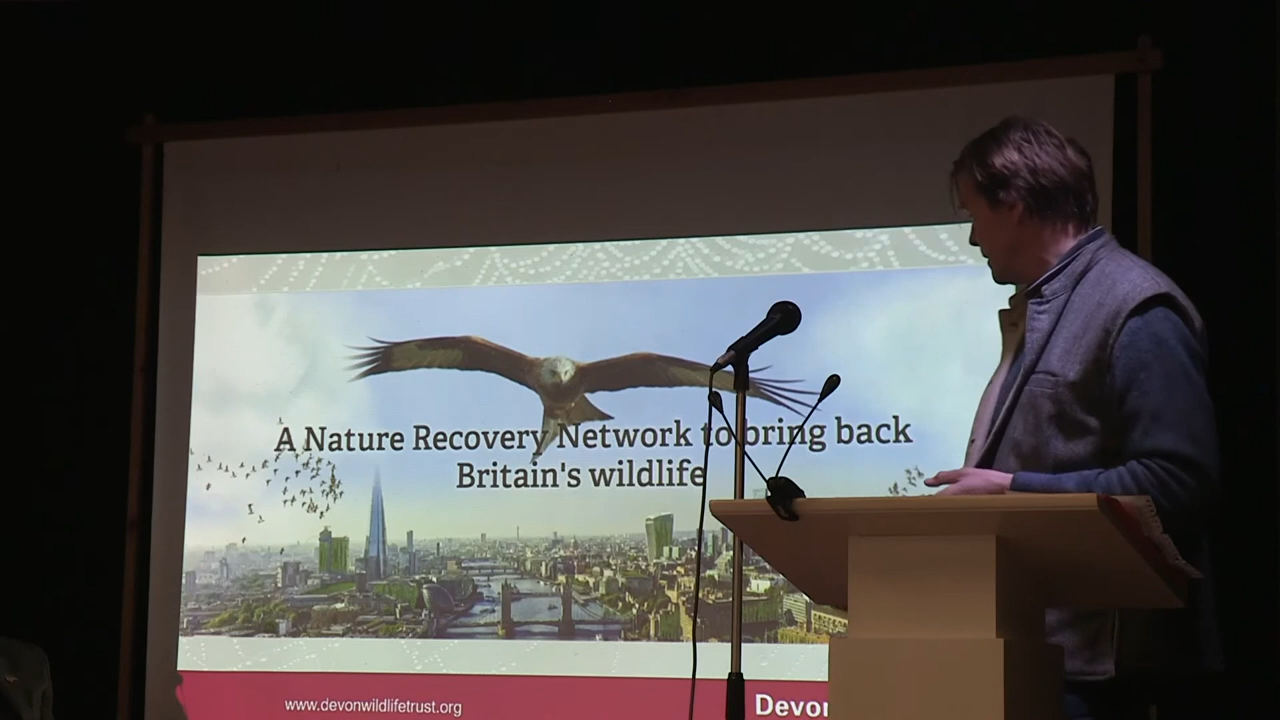 A Nature Recovery Network to bring back
Britain's wildlife
www.devonwildlifetrust.org
Devon